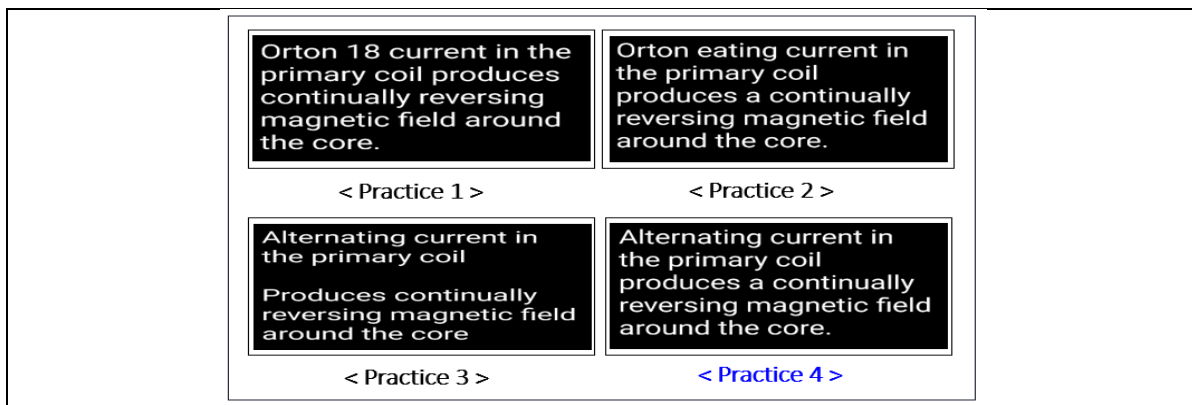 Orton 18 current in the
primary coil produces
continually reversing
magnetic field around
the core.
< Practice 1 >
Orton eating current in
the primary coil
produces a continually
reversing magnetic field
around the core.
< Practice 2 >
Alternating current in
the primary coil
Produces continually
reversing magnetic field
around the core
< Practice 3 >
Alternating current in
the primary coil
produces a continually
reversing magnetic field
around the core.
< Practice 4 >